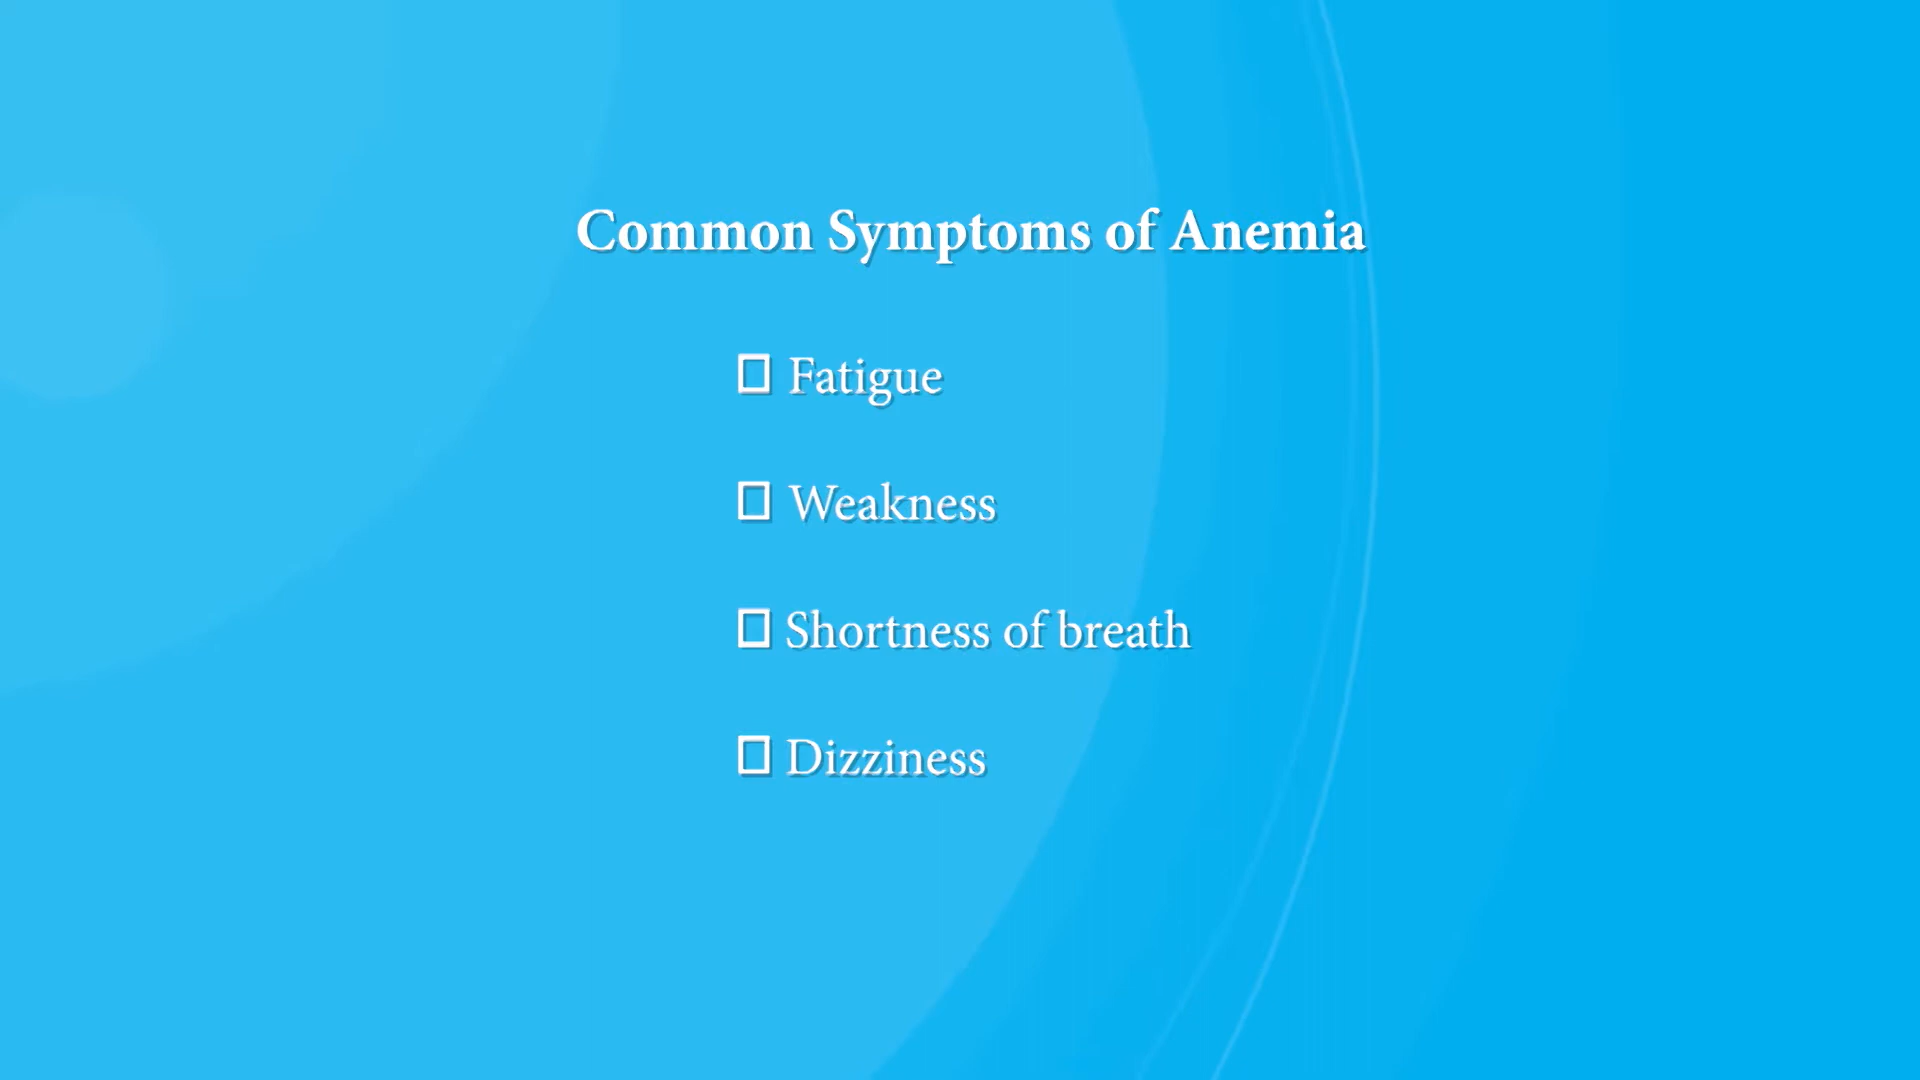 Common Symptoms of Anemia
☐ Fatigue
☐ Weakness
☐ Shortness of breath
☐ Dizziness